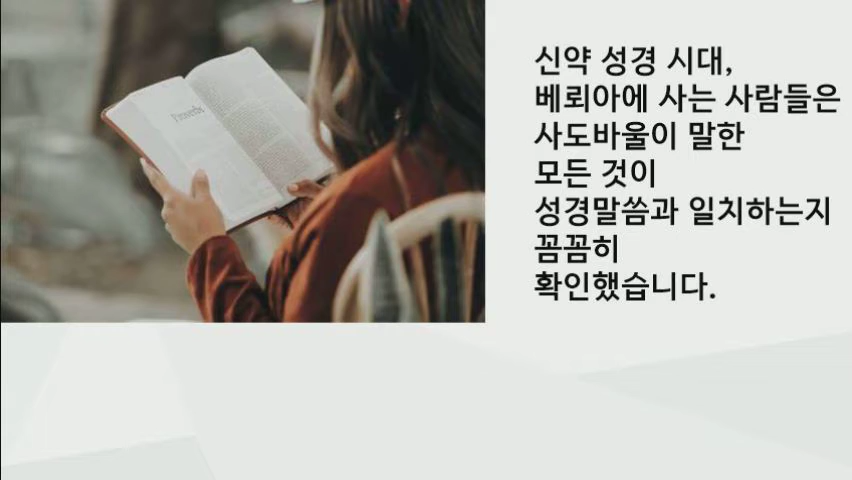 Proverbs
신약 성경 시대,
베뢰아에 사는 사람들은
사도바울이 말한
모든 것이
성경말씀과 일치하는지
꼼꼼히
확인했습니다.